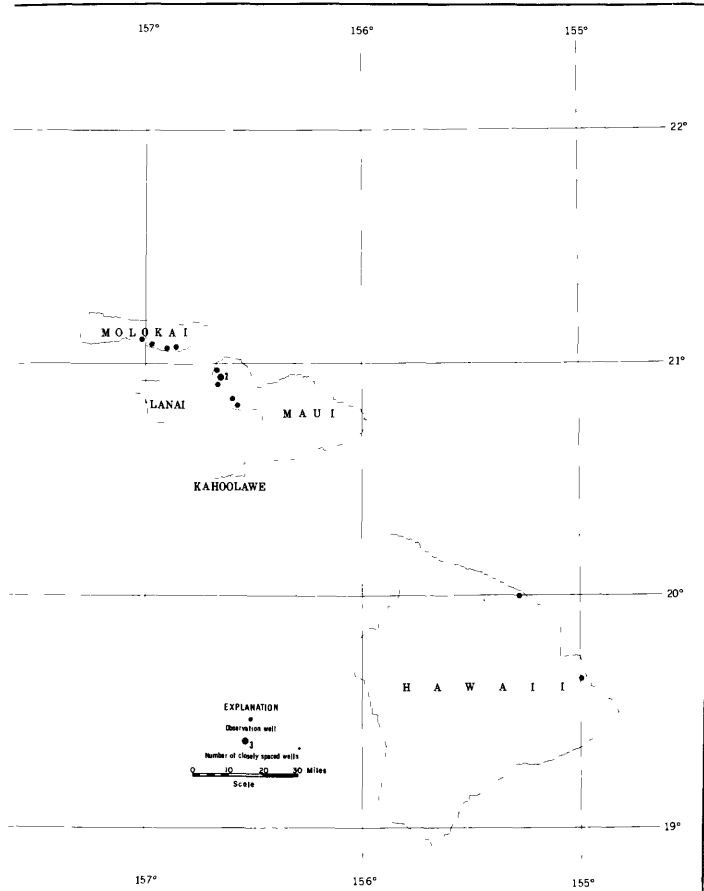 157° 156° 155°
22°
MOLOKAI
21°
2
LANAI
MAUI
KAHOOLAWE
20°
HAWAII
EXPLANATION
Observation well
3
Number of closely spaced wells
0 10 20 30 Miles
Scale
19°
157° 156° 155°